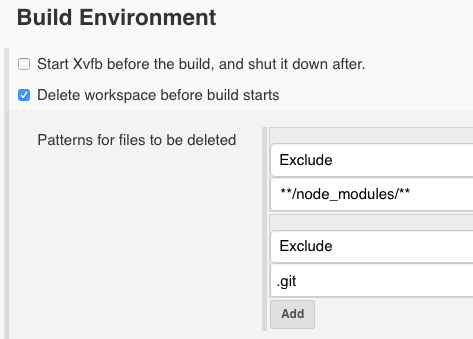 Build Environment
Start Xvfb before the build, and shut it down after.
Delete workspace before build starts
Patterns for files to be deleted
Exclude
**/node_modules/**
Exclude
.git
Add